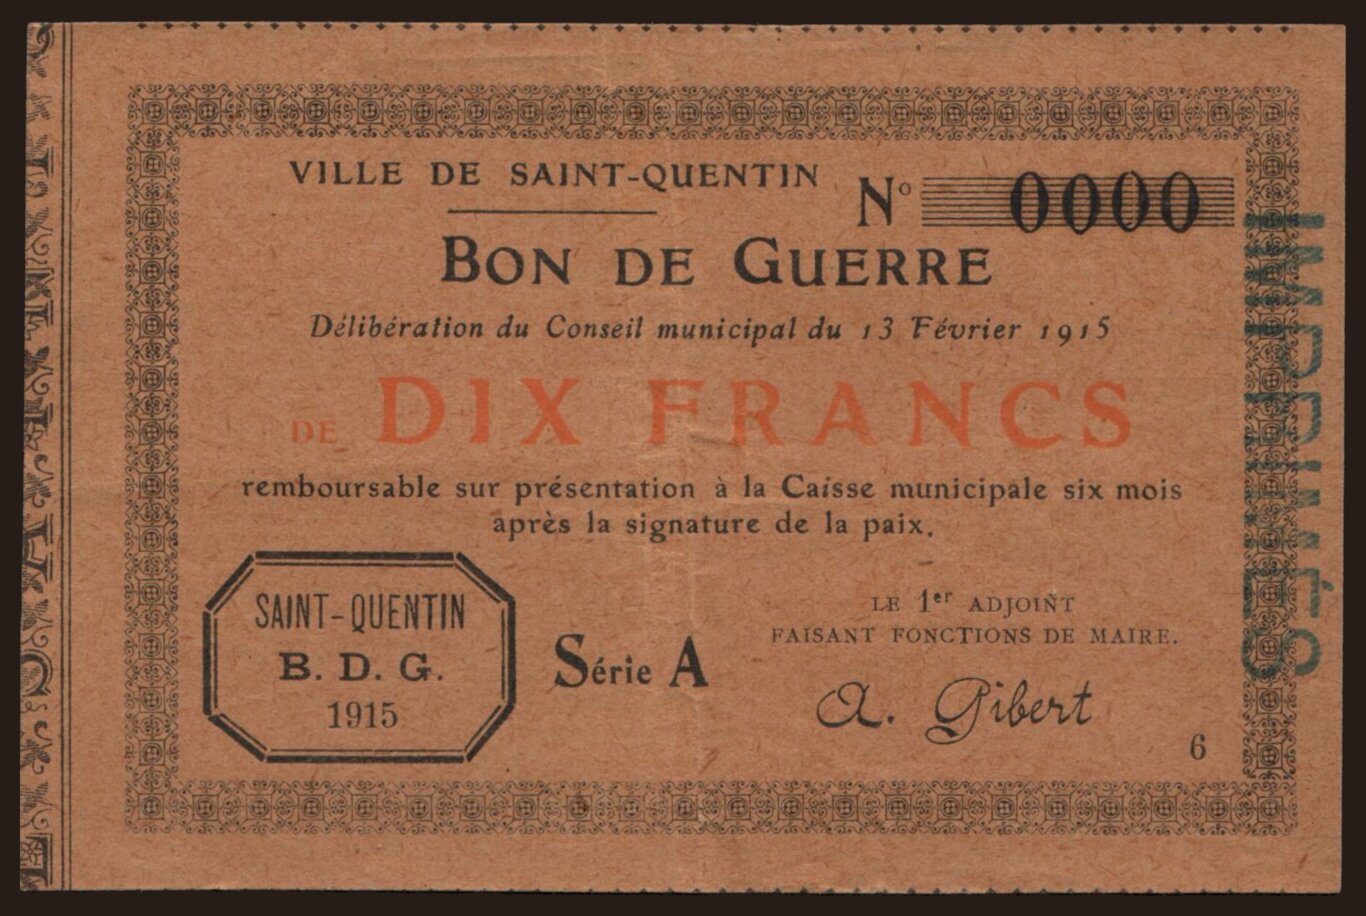 VILLE DE SAINT-QUENTIN
Nº 0000
BON DE GUERRE
Délibération du Conseil municipal du 13 Février 1915
DE DIX FRANCS
remboursable sur présentation à la Caisse municipale six mois
après la signature de la paix.
SAINT-QUENTIN
B. D. G.
1915
Série A
LE 1er ADJOINT
FAISANT FONCTIONS DE MAIRE.
A. Gibert
6
IMPRIMÉS